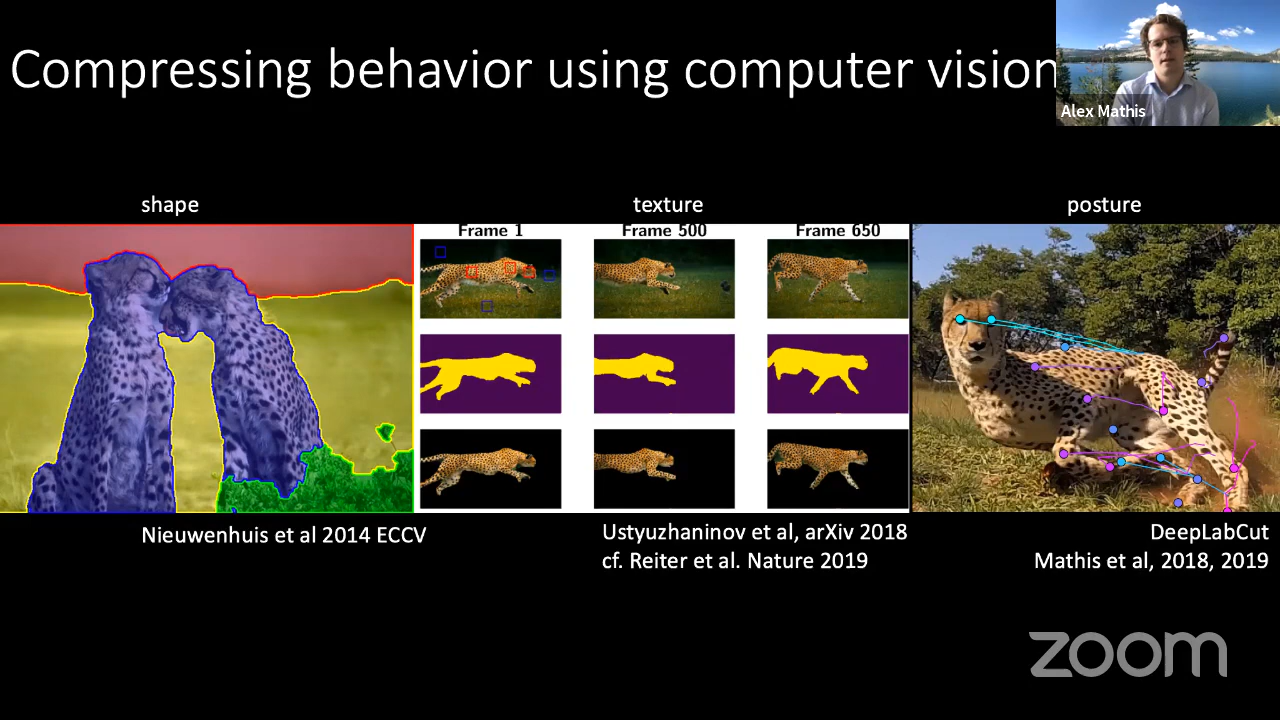 Compressing behavior using computer vision
Alex Mathis
shape
texture
posture
Frame 1
Frame 500
Frame 650
Nieuwenhuis et al 2014 ECCV
Ustyuzhaninov et al, arXiv 2018
cf. Reiter et al. Nature 2019
DeepLabCut
Mathis et al, 2018, 2019
zoom